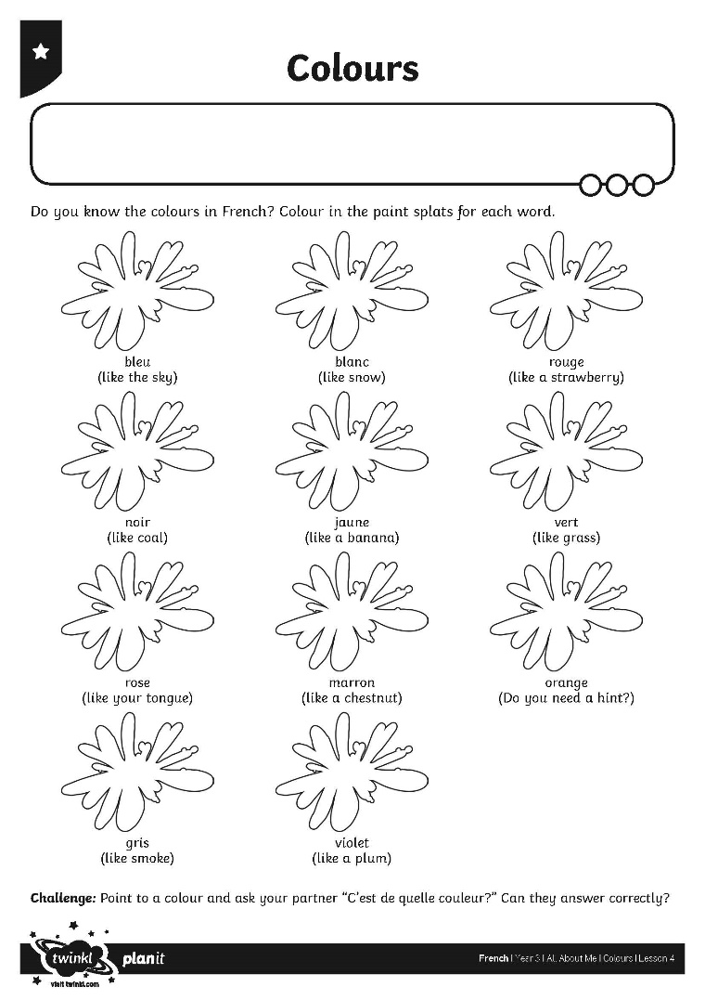 Colours
Do you know the colours in French? Colour in the paint splats for each word.
bleu
(like the sky)
blanc
(like snow)
rouge
(like a strawberry)
noir
(like coal)
jaune
(like a banana)
vert
(like grass)
rose
(like your tongue)
marron
(like a chestnut)
orange
(Do you need a hint?)
gris
(like smoke)
violet
(like a plum)
Challenge: Point to a colour and ask your partner “C’est de quelle couleur?” Can they answer correctly?
twinkl planit
visit twinkl.com
French | Year 3 | All About Me | Colours | Lesson 4